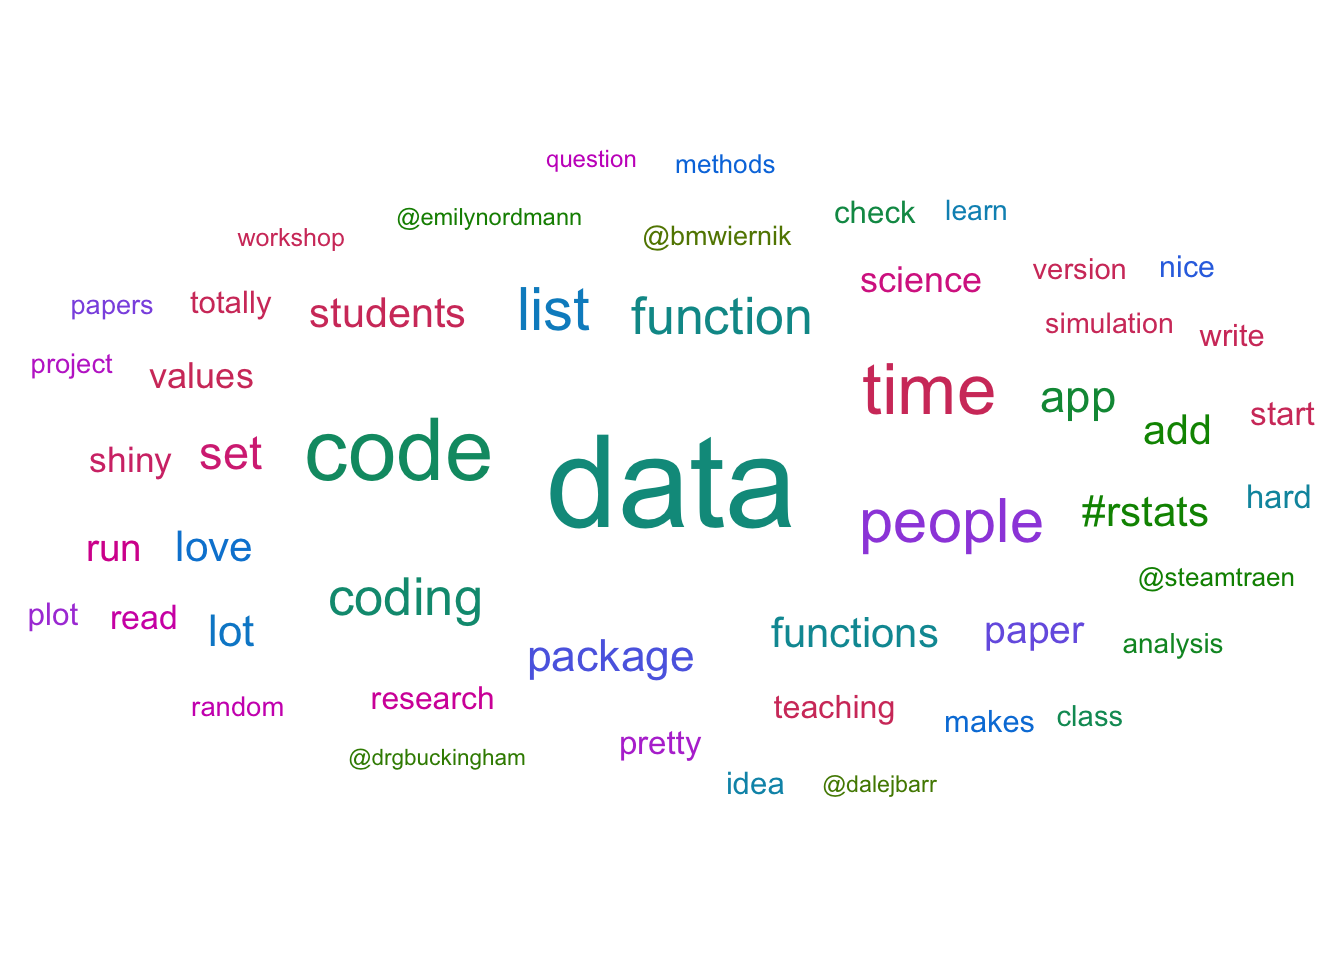 question
methods
check
learn
@emilynordmann
@bmwiernik
workshop
science
version
nice
papers
totally
students
list
function
simulation
write
project
values
time
app
add
start
shiny
set
code
data
people
#rstats
hard
run
love
coding
@steamtraen
plot
read
lot
package
functions
paper
analysis
random
research
teaching
makes
class
@drgbuckingham
pretty
idea
@dalejbarr